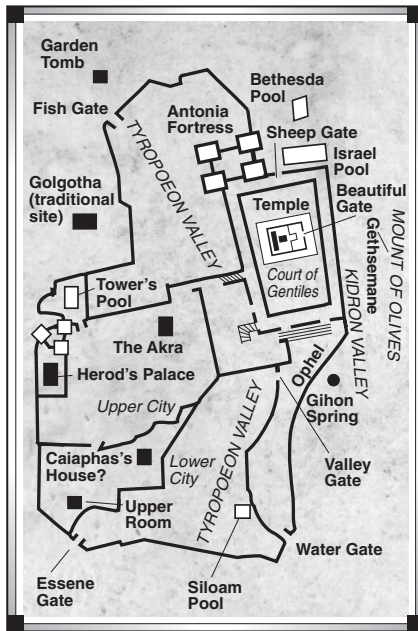 Garden
Tomb
Fish Gate
Antonia
Fortress
Bethesda
Pool
Sheep Gate
Israel
Pool
TYROPOEON VALLEY
Golgotha
(traditional
site)
Temple
Beautiful
Gate
Gethsemane
MOUNT OF OLIVES
KIDRON VALLEY
Court of
Gentiles
Tower's
Pool
The Akra
Herod's Palace
Upper City
Ophel
Gihon
Spring
Caiaphas's
House?
Lower
City
TYROPOEON VALLEY
Valley
Gate
Upper
Room
Essene
Gate
Siloam
Pool
Water Gate